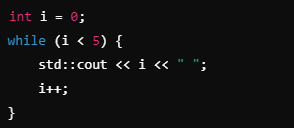 int i = 0;
while (i < 5) {
    std::cout << i << " ";
    i++;
}